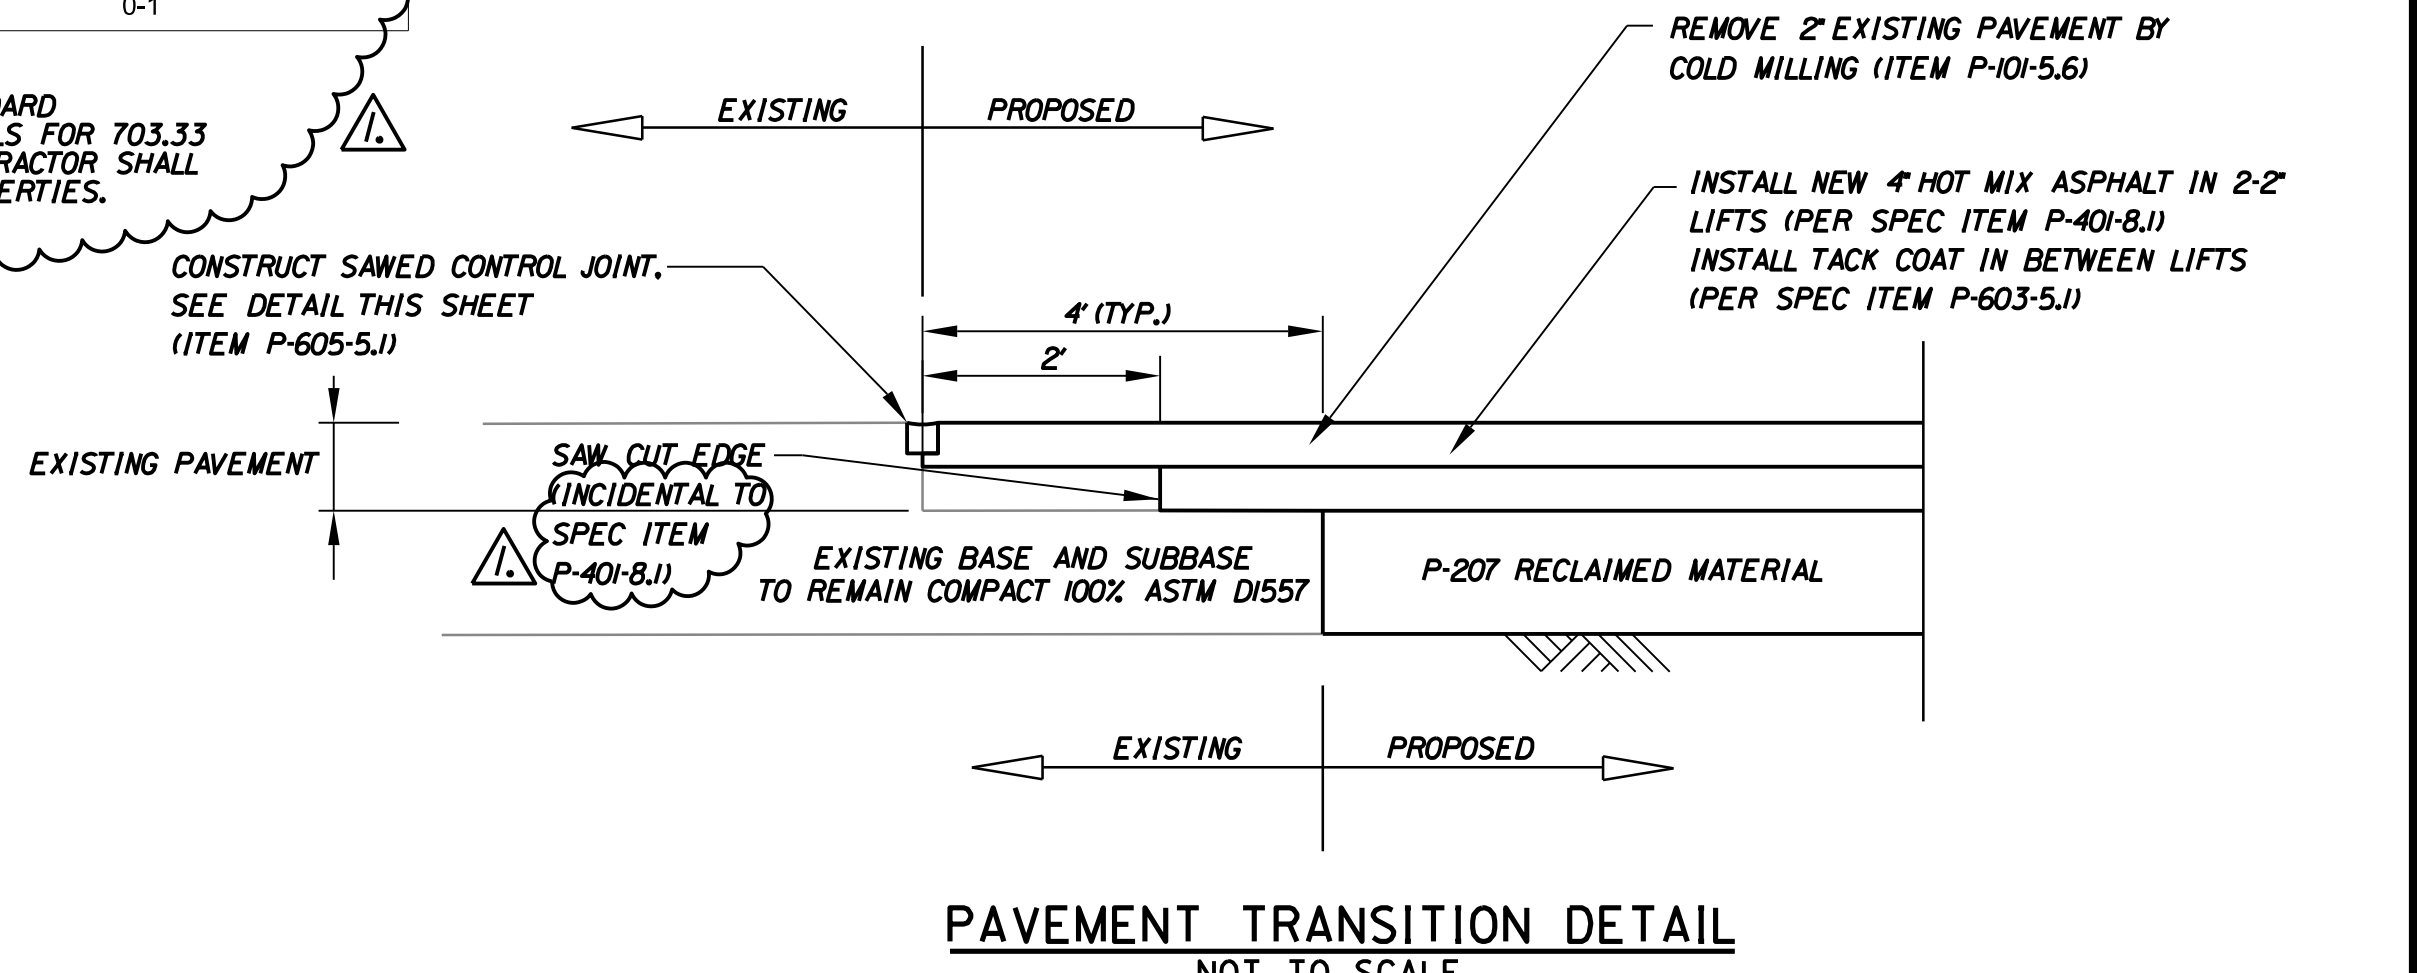 0-1
LS FOR 703.33
SHALL
EXISTING
PROPOSED
REMOVE 2" EXISTING PAVEMENT BY
COLD MILLING (ITEM P-101-5.6)
INSTALL NEW 4" HOT MIX ASPHALT IN 2-2"
LIFTS (PER SPEC ITEM P-401-8.1)
INSTALL TACK COAT IN BETWEEN LIFTS
(PER SPEC ITEM P-603-5.1)
1.
CONSTRUCT SAWED CONTROL JOINT.
SEE DETAIL THIS SHEET
(ITEM P-605-5.1)
4' (TYP.)
2'
EXISTING PAVEMENT
SAW CUT EDGE
(INCIDENTAL TO
SPEC ITEM
P-401-8.1)
1.
EXISTING BASE AND SUBBASE
TO REMAIN COMPACT 100% ASTM D1557
P-207 RECLAIMED MATERIAL
EXISTING
PROPOSED
PAVEMENT TRANSITION DETAIL
NOT TO SCALE